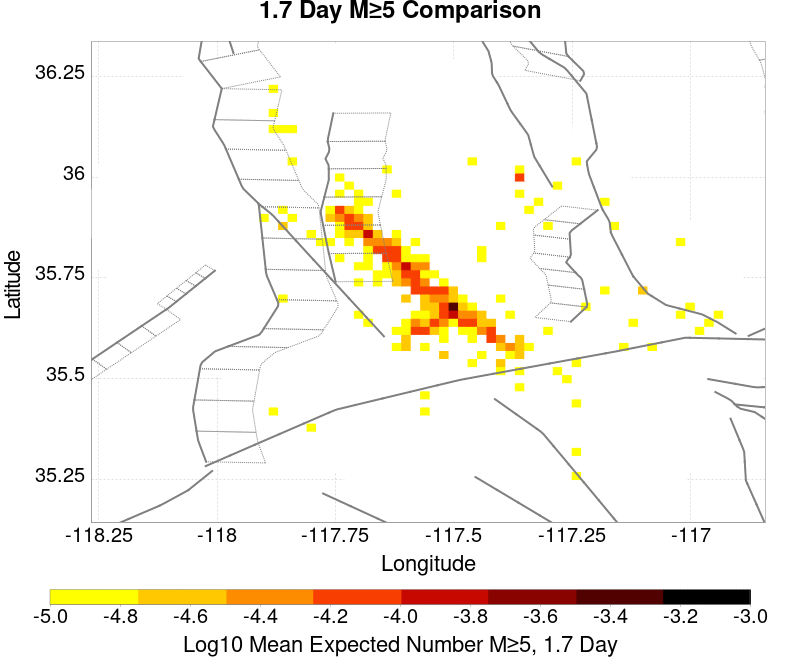 1.7 Day M≥5 Comparison
36.25
36
35.75
35.5
35.25
Latitude
-118.25 -118 -117.75 -117.5 -117.25 -117
Longitude
-5.0 -4.8 -4.6 -4.4 -4.2 -4.0 -3.8 -3.6 -3.4 -3.2 -3.0
Log10 Mean Expected Number M≥5, 1.7 Day